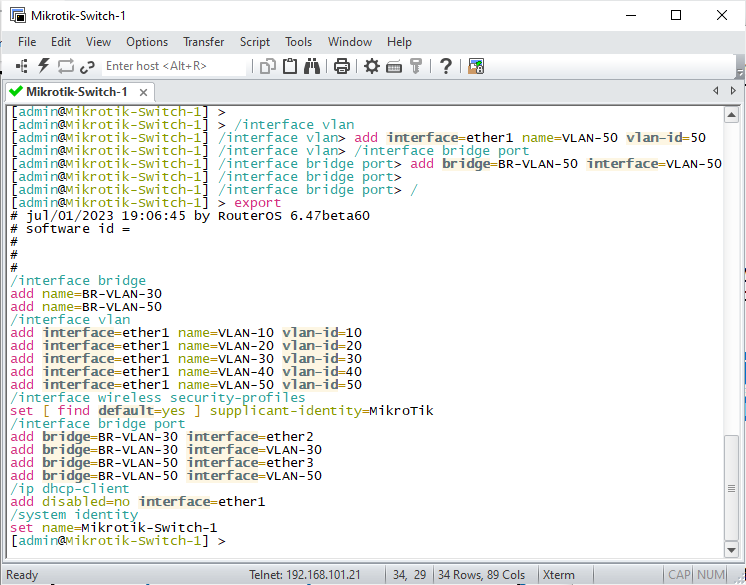 Mikrotik-Switch-1
File Edit View Options Transfer Script Tools Window Help
Enter host <Alt+R>
Mikrotik-Switch-1
[admin@Mikrotik-Switch-1] >
[admin@Mikrotik-Switch-1] > /interface vlan
[admin@Mikrotik-Switch-1] /interface vlan> add interface=ether1 name=VLAN-50 vlan-id=50
[admin@Mikrotik-Switch-1] /interface vlan> /interface bridge port
[admin@Mikrotik-Switch-1] /interface bridge port> add bridge=BR-VLAN-50 interface=VLAN-50
[admin@Mikrotik-Switch-1] /interface bridge port>
[admin@Mikrotik-Switch-1] /interface bridge port> /
[admin@Mikrotik-Switch-1] > export
# jul/01/2023 19:06:45 by RouterOS 6.47beta60
# software id =
#
#
#
/interface bridge
add name=BR-VLAN-30
add name=BR-VLAN-50
/interface vlan
add interface=ether1 name=VLAN-10 vlan-id=10
add interface=ether1 name=VLAN-20 vlan-id=20
add interface=ether1 name=VLAN-30 vlan-id=30
add interface=ether1 name=VLAN-40 vlan-id=40
add interface=ether1 name=VLAN-50 vlan-id=50
/interface wireless security-profiles
set [ find default=yes ] supplicant-identity=MikroTik
/interface bridge port
add bridge=BR-VLAN-30 interface=ether2
add bridge=BR-VLAN-30 interface=VLAN-30
add bridge=BR-VLAN-50 interface=ether3
add bridge=BR-VLAN-50 interface=VLAN-50
/ip dhcp-client
add disabled=no interface=ether1
/system identity
set name=Mikrotik-Switch-1
[admin@Mikrotik-Switch-1] >
Ready Telnet: 192.168.101.21 34, 29 34 Rows, 89 Cols Xterm CAP NUM